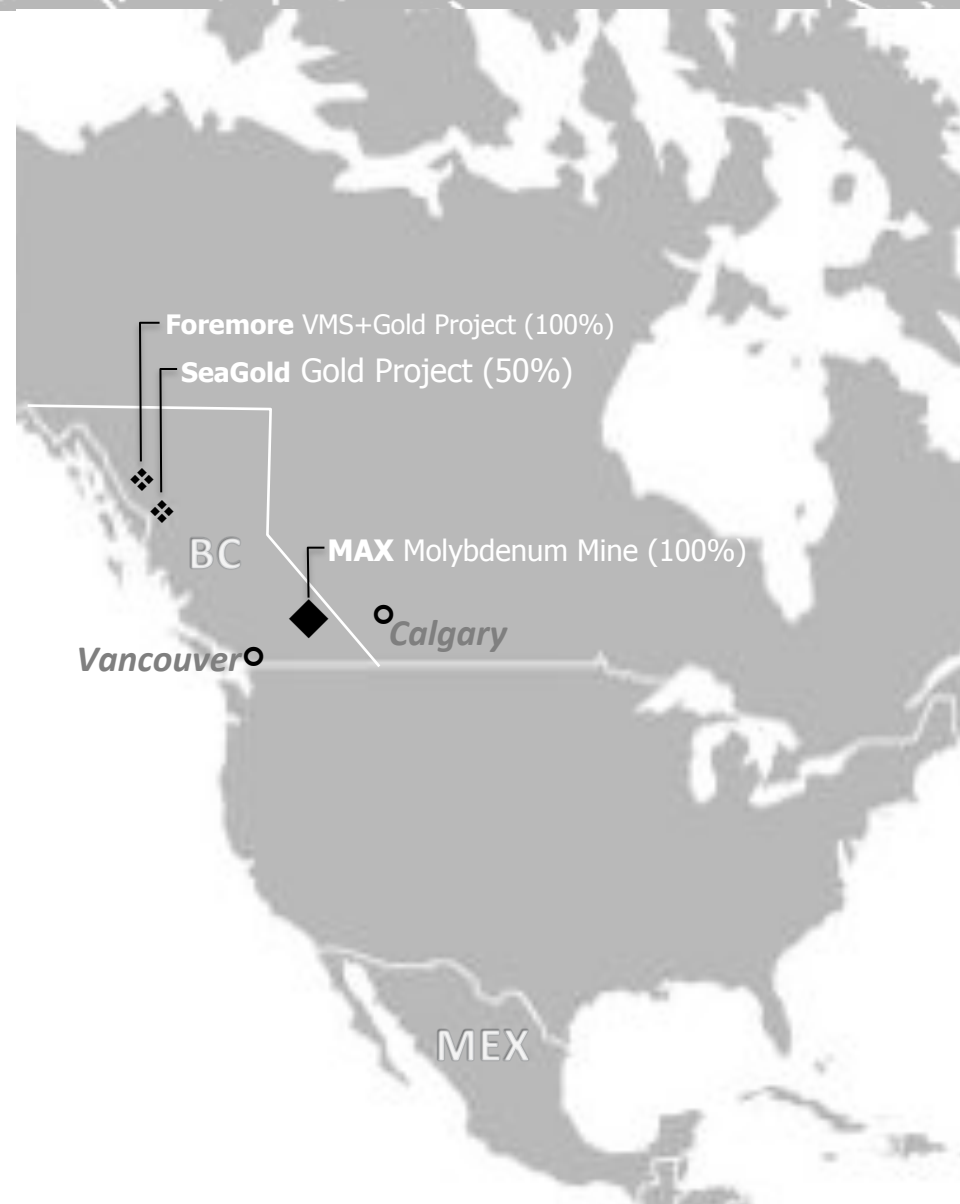 Foremore VMS+Gold Project (100%)
SeaGold Gold Project (50%)
BC
MAX Molybdenum Mine (100%)
Calgary
Vancouver
MEX